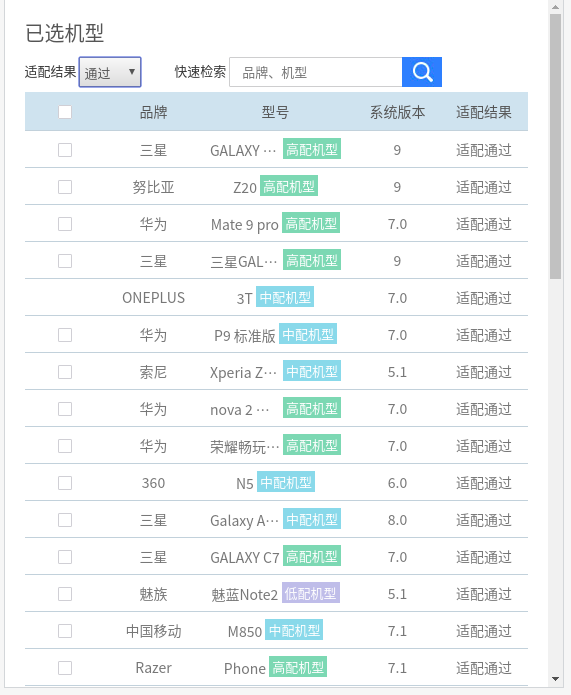 已选机型
适配结果 通过 快速检索 品牌、机型
品牌 型号 系统版本 适配结果
三星 GALAXY ··· 高配机型 9 适配通过
努比亚 Z20 高配机型 9 适配通过
华为 Mate 9 pro 高配机型 7.0 适配通过
三星 三星GAL··· 高配机型 9 适配通过
ONEPLUS 3T 中配机型 7.0 适配通过
华为 P9 标准版 中配机型 7.0 适配通过
索尼 Xperia Z··· 中配机型 5.1 适配通过
华为 nova 2 ··· 高配机型 7.0 适配通过
华为 荣耀畅玩··· 高配机型 7.0 适配通过
360 N5 中配机型 6.0 适配通过
三星 Galaxy A··· 中配机型 8.0 适配通过
三星 GALAXY C7 高配机型 7.0 适配通过
魅族 魅蓝Note2 低配机型 5.1 适配通过
中国移动 M850 中配机型 7.1 适配通过
Razer Phone 高配机型 7.1 适配通过